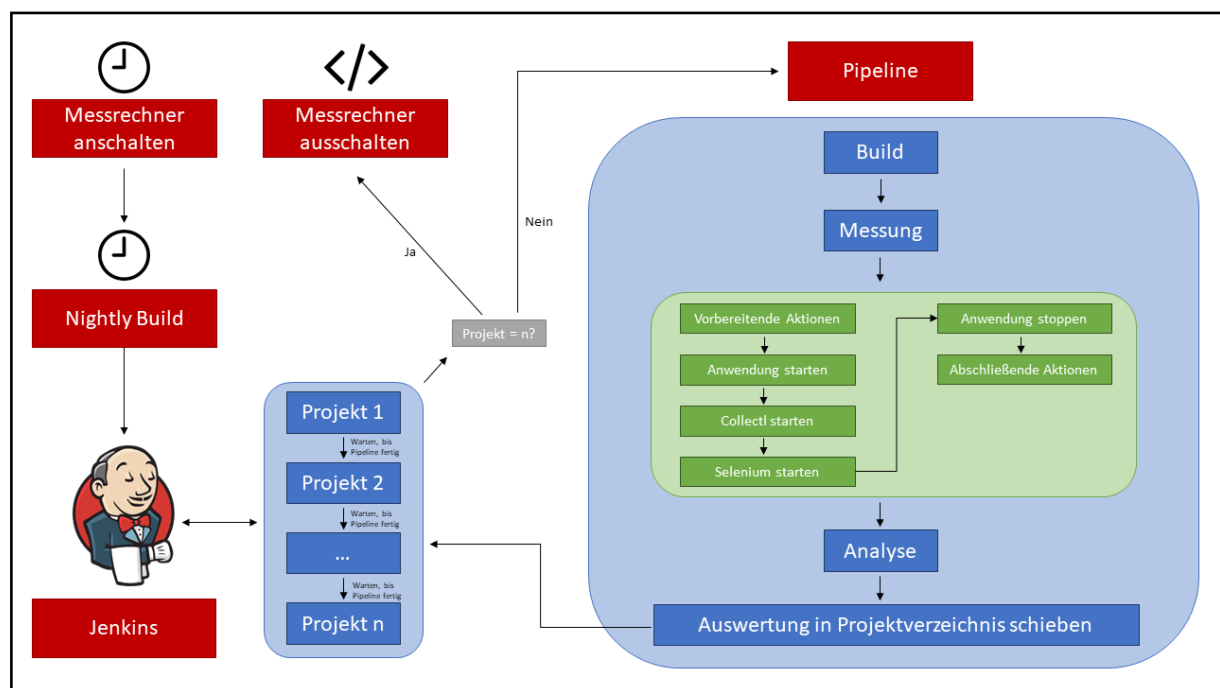 Messrechner
anschalten
Nightly Build
Jenkins
Messrechner
ausschalten
Ja
Nein
Projekt = n?
Projekt 1
Warten, bis
Pipeline fertig
Projekt 2
Warten, bis
Pipeline fertig
...
Warten, bis
Pipeline fertig
Projekt n
Pipeline
Build
Messung
Vorbereitende Aktionen
Anwendung starten
Collectl starten
Selenium starten
Anwendung stoppen
Abschließende Aktionen
Analyse
Auswertung in Projektverzeichnis schieben